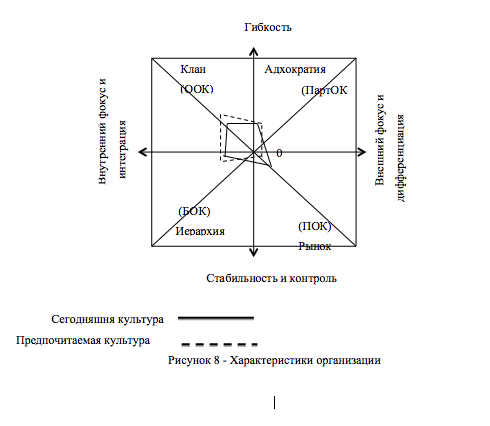 Гибкость
Клан
(ООК)
Адхократия
(ПартОК
Внутренний фокус и
интеграция
0
Внешний фокус и
дифференциация
(БОК)
Иерархия
(ПОК)
Рынок
Стабильность и контроль
Сегодняшня культура
Предпочитаемая культура
Рисунок 8 - Характеристики организации